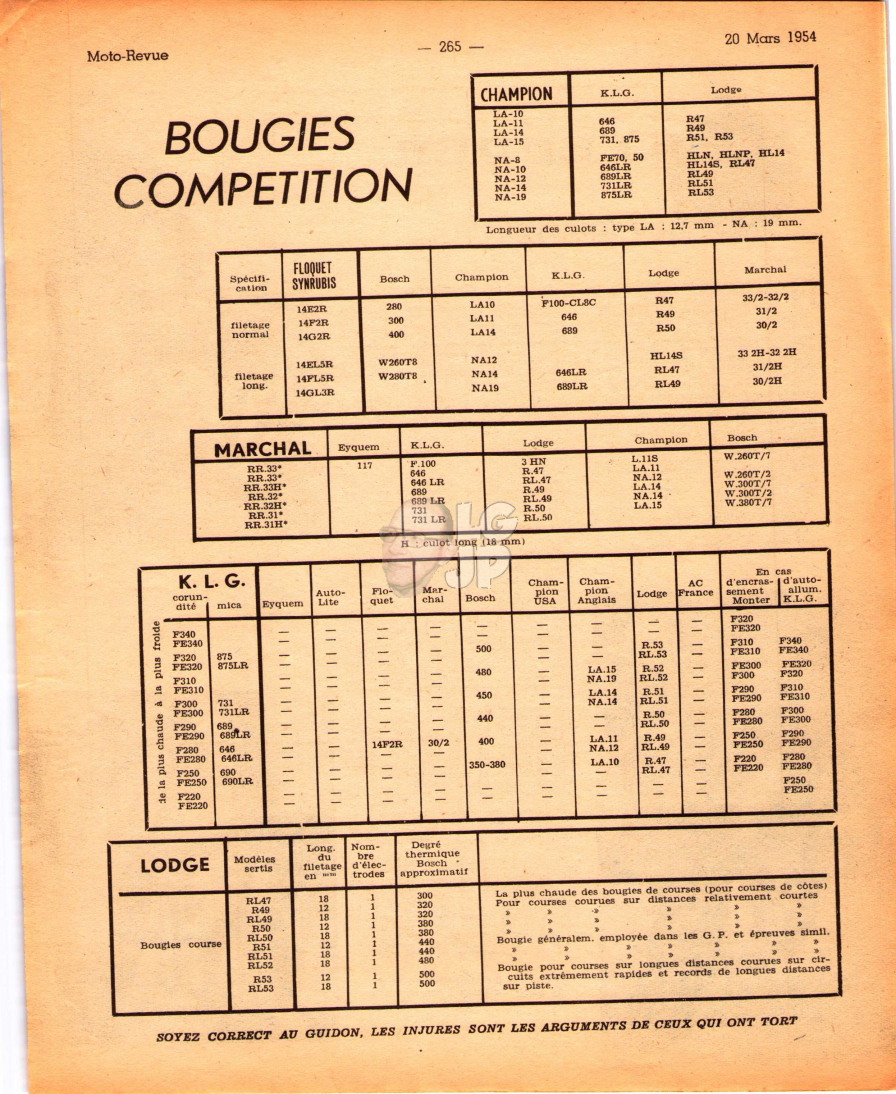 Moto-Revue — 265 — 20 Mars 1954
BOUGIES
COMPETITION
CHAMPION K.L.G. Lodge
LA-10
LA-11 646 R47
LA-14 689 R49
LA-15 731, 875 R51, R53
NA-8 FE70, 50 HLN, HLNP, HL14
NA-10 646LR HL14S, RL47
NA-12 689LR RL49
NA-14 731LR RL51
NA-19 875LR RL53
Longueur des culots : type LA : 12,7 mm - NA : 19 mm.
Spécifi-
cation
FLOQUET
SYNRUBIS
Bosch Champion K.L.G. Lodge Marchal
filetage
normal
14E2R 280 LA10 F100-CL8C R47 33/2-32/2
14F2R 300 LA11 646 R49 31/2
14G2R 400 LA14 689 R50 30/2
HL14S 33 2H-32 2H
filetage
long.
14EL5R W260T8 NA12 RL47 31/2H
14FL5R W280T8 NA14 646LR RL49 30/2H
14GL3R NA19 689LR
MARCHAL Eyquem K.L.G. Lodge Champion Bosch
RR.33* 117 F.100 3 HN L.11S W.260T/7
RR.33* 646 R.47 LA.11
RR.33H* 646 LR RL.47 NA.12 W.260T/2
RR.32* 689 R.49 LA.14 W.300T/7
RR.32H* 689 LR RL.49 NA.14 W.300T/2
RR.31* 731 R.50 LA.15 W.380T/7
RR.31H* 731 LR RL.50
H : culot long (18 mm)
LG
JP
K. L. G.
corun-
dité
mica
Eyquem
Auto-
Lite
Flo-
quet
Mar-
chal
Bosch
Cham-
pion
USA
Cham-
pion
Anglais
Lodge
AC
France
En cas
d'encras-
sement
Monter
d'auto-
allum.
K.L.G.
de la plus chaude à la plus froide
F340 — — — — — — — — — F320
FE340 — — — — — — — — — FE320
F320 875 — — — — 500 — — R.53 — F310 F340
FE320 875LR — — — — — — RL.53 FE310 FE340
F310 — — — — 480 — LA.15 R.52 — FE300 FE320
FE310 — — — — — NA.19 RL.52 — F300 F320
F300 731 — — — — 450 — LA.14 R.51 — F290 F310
FE300 731LR — — — — — NA.14 RL.51 — FE290 FE310
F290 689 — — — — 440 — — R.50 — F280 F300
FE290 689LR — — — — — — RL.50 — FE280 FE300
F280 646 — — 14F2R 30/2 400 — LA.11 R.49 — F250 F290
FE280 646LR — — — — — NA.12 RL.49 — FE250 FE290
F250 690 — — — — 350-380 — LA.10 R.47 — F220 F280
FE250 690LR — — — — — — RL.47 — FE220 FE280
F220 — — — — — — — — — F250
FE220 — — — — — — — — — FE250
LODGE
Modèles
sertis
Long.
du
filetage
en mm
Nom-
bre
d'élec-
trodes
Degré
thermique
Bosch
approximatif
Bougies course
RL47 18 1 300 La plus chaude des bougies de courses (pour courses de côtes)
R49 12 1 320 Pour courses courues sur distances relativement courtes
RL49 18 1 320 » » » » » »
R50 12 1 380 » » » » » »
RL50 18 1 380 » » » » » »
R51 12 1 440 Bougie généralem. employée dans les G. P. et épreuves simil.
RL51 18 1 440 » » » » » » »
RL52 18 1 480 » » » » » » »
R53 12 1 500 Bougie pour courses sur longues distances courues sur cir-
RL53 18 1 500 cuits extrêmement rapides et records de longues distances
sur piste.
SOYEZ CORRECT AU GUIDON, LES INJURES SONT LES ARGUMENTS DE CEUX QUI ONT TORT